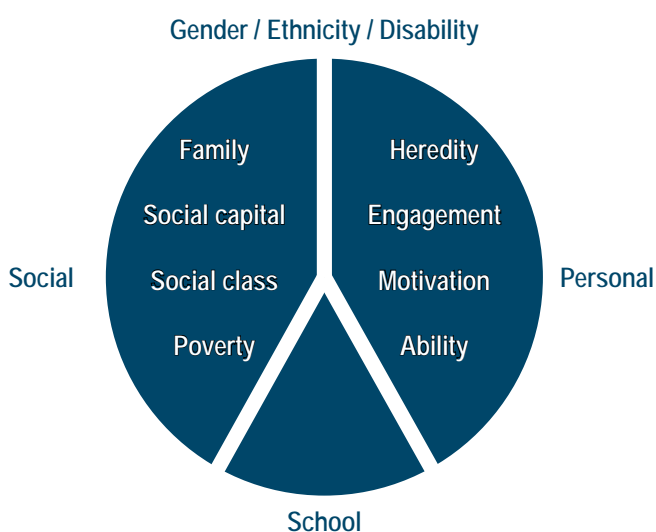 Gender / Ethnicity / Disability
Family
Heredity
Social capital
Engagement
Social
Social class
Motivation
Personal
Poverty
Ability
School